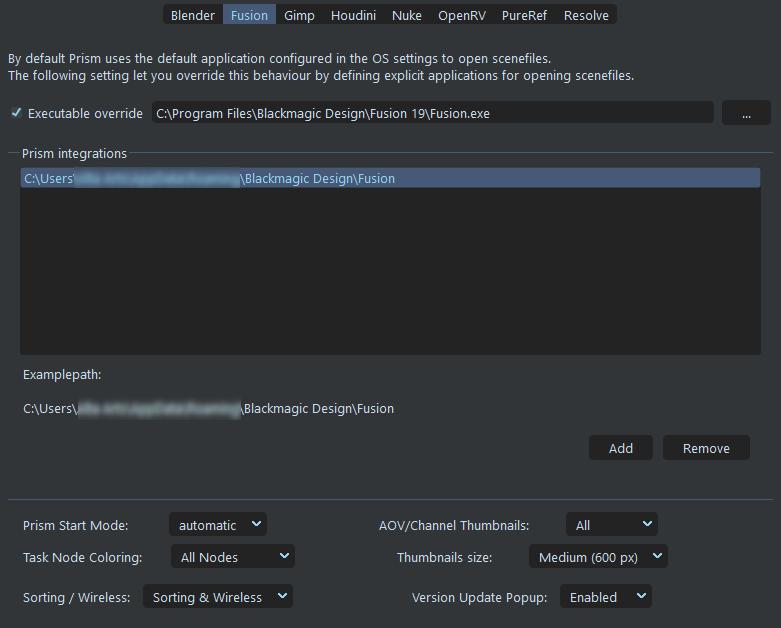 Blender Fusion Gimp Houdini Nuke OpenRV PureRef Resolve
By default Prism uses the default application configured in the OS settings to open scenefiles.
The following setting let you override this behaviour by defining explicit applications for opening scenefiles.
Executable override C:\Program Files\Blackmagic Design\Fusion 19\Fusion.exe ...
Prism integrations
C:\Users\ \Blackmagic Design\Fusion
Examplepath:
C:\Users\ \Blackmagic Design\Fusion
Add Remove
Prism Start Mode: automatic AOV/Channel Thumbnails: All
Task Node Coloring: All Nodes Thumbnails size: Medium (600 px)
Sorting / Wireless: Sorting & Wireless Version Update Popup: Enabled